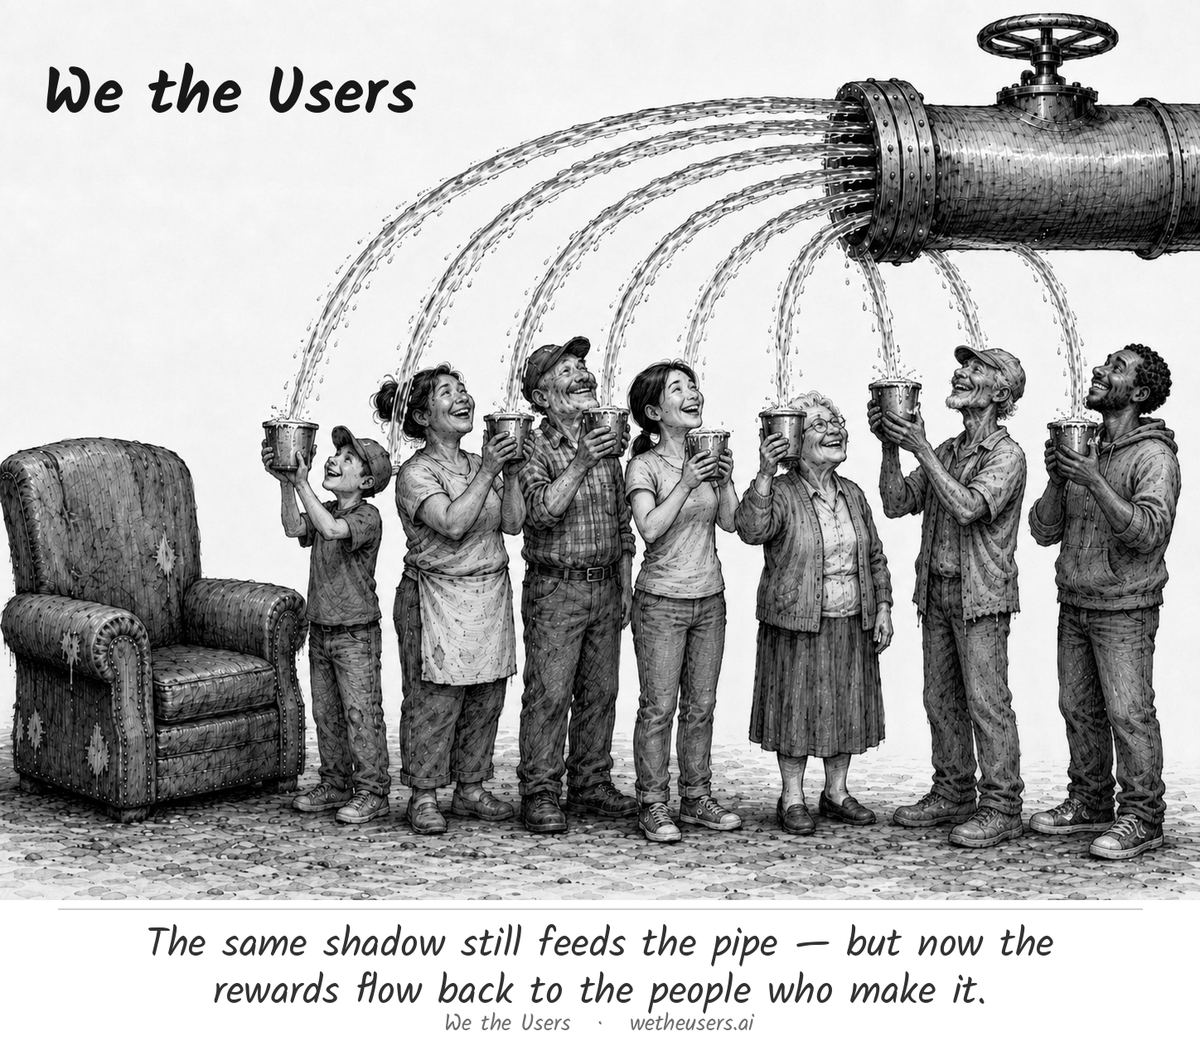 We the Users
The same shadow still feeds the pipe — but now the
rewards flow back to the people who make it.
We the Users · wetheusers.ai